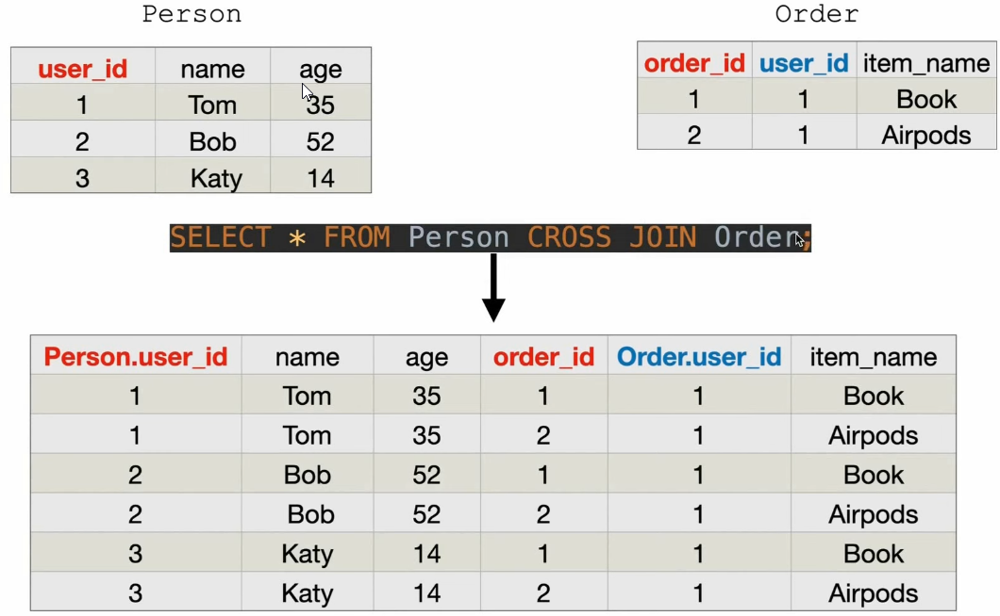 Person Order
user_id name age
1 Tom 35
2 Bob 52
3 Katy 14
order_id user_id item_name
1 1 Book
2 1 Airpods
SELECT * FROM Person CROSS JOIN Order;
Person.user_id name age order_id Order.user_id item_name
1 Tom 35 1 1 Book
1 Tom 35 2 1 Airpods
2 Bob 52 1 1 Book
2 Bob 52 2 1 Airpods
3 Katy 14 1 1 Book
3 Katy 14 2 1 Airpods